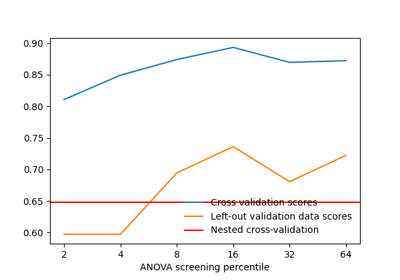 0.90
0.85
0.80
0.75
0.70
0.65
0.60
Cross validation scores
Left-out validation data scores
Nested cross-validation
2 4 8 16 32 64
ANOVA screening percentile